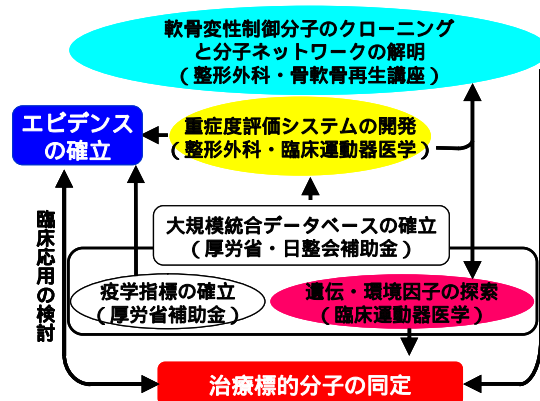 軟骨変性制御分子のクローニング
と分子ネットワークの解明
（整形外科・骨軟骨再生講座）
エビデンス
の確立
重症度評価システムの開発
（整形外科・臨床運動器医学）
大規模統合データベースの確立
（厚労省・日整会補助金）
臨床応用の検討
疫学指標の確立
（厚労省補助金）
遺伝・環境因子の探索
（臨床運動器医学）
治療標的分子の同定